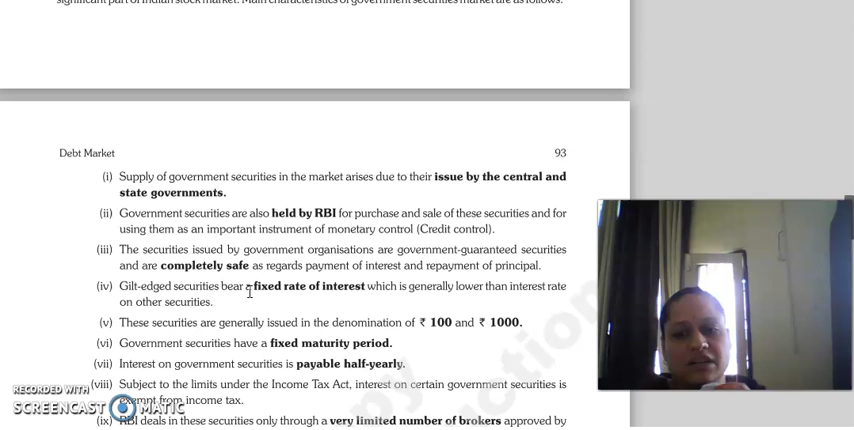 significant part of Indian stock market. Main characteristics of government securities market are as follows:
Debt Market 93
(i) Supply of government securities in the market arises due to their issue by the central and
state governments.
(ii) Government securities are also held by RBI for purchase and sale of these securities and for
using them as an important instrument of monetary control (Credit control).
(iii) The securities issued by government organisations are government-guaranteed securities
and are completely safe as regards payment of interest and repayment of principal.
(iv) Gilt-edged securities bear fixed rate of interest which is generally lower than interest rate
on other securities.
(v) These securities are generally issued in the denomination of ₹ 100 and ₹ 1000.
(vi) Government securities have a fixed maturity period.
(vii) Interest on government securities is payable half-yearly.
(viii) Subject to the limits under the Income Tax Act, interest on certain government securities is
exempt from income tax.
(ix) RBI deals in these securities only through a very limited number of brokers approved by
RECORDED WITH
SCREENCAST MATIC